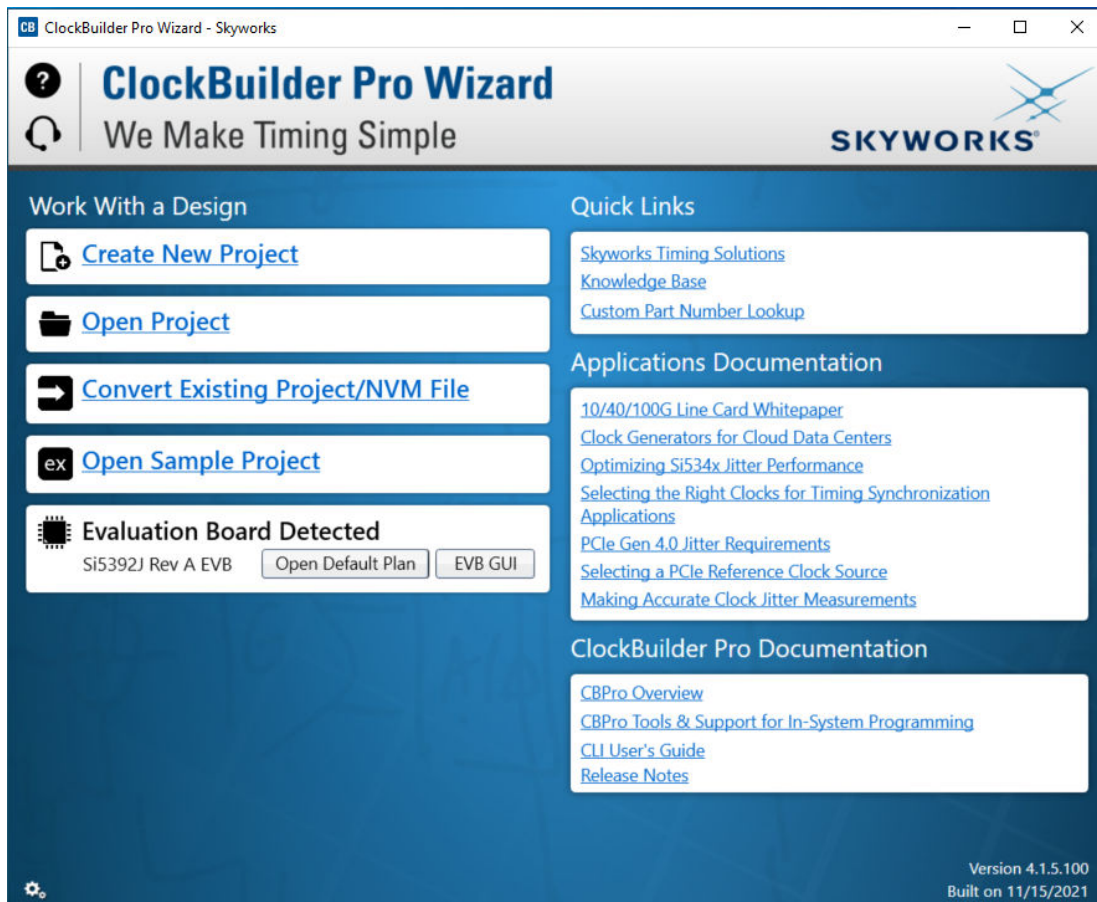 CB ClockBuilder Pro Wizard - Skyworks
?
ClockBuilder Pro Wizard
We Make Timing Simple
SKYWORKS®
Work With a Design
Create New Project
Open Project
Convert Existing Project/NVM File
ex Open Sample Project
Evaluation Board Detected
Si5392J Rev A EVB Open Default Plan EVB GUI
Quick Links
Skyworks Timing Solutions
Knowledge Base
Custom Part Number Lookup
Applications Documentation
10/40/100G Line Card Whitepaper
Clock Generators for Cloud Data Centers
Optimizing Si534x Jitter Performance
Selecting the Right Clocks for Timing Synchronization
Applications
PCIe Gen 4.0 Jitter Requirements
Selecting a PCIe Reference Clock Source
Making Accurate Clock Jitter Measurements
ClockBuilder Pro Documentation
CBPro Overview
CBPro Tools & Support for In-System Programming
CLI User's Guide
Release Notes
Version 4.1.5.100
Built on 11/15/2021